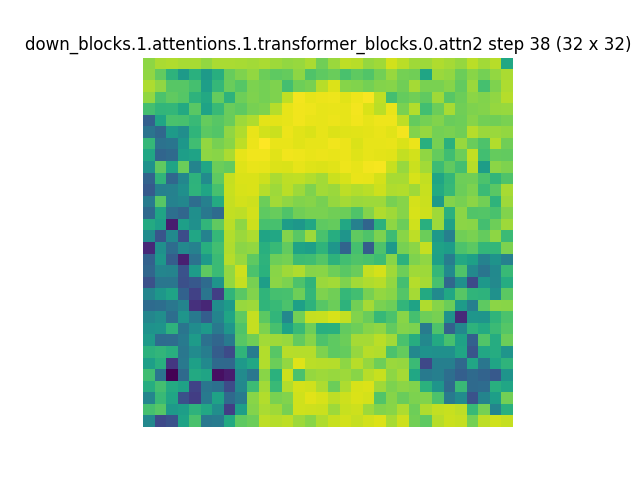 down_blocks.1.attentions.1.transformer_blocks.0.attn2 step 38 (32 x 32)